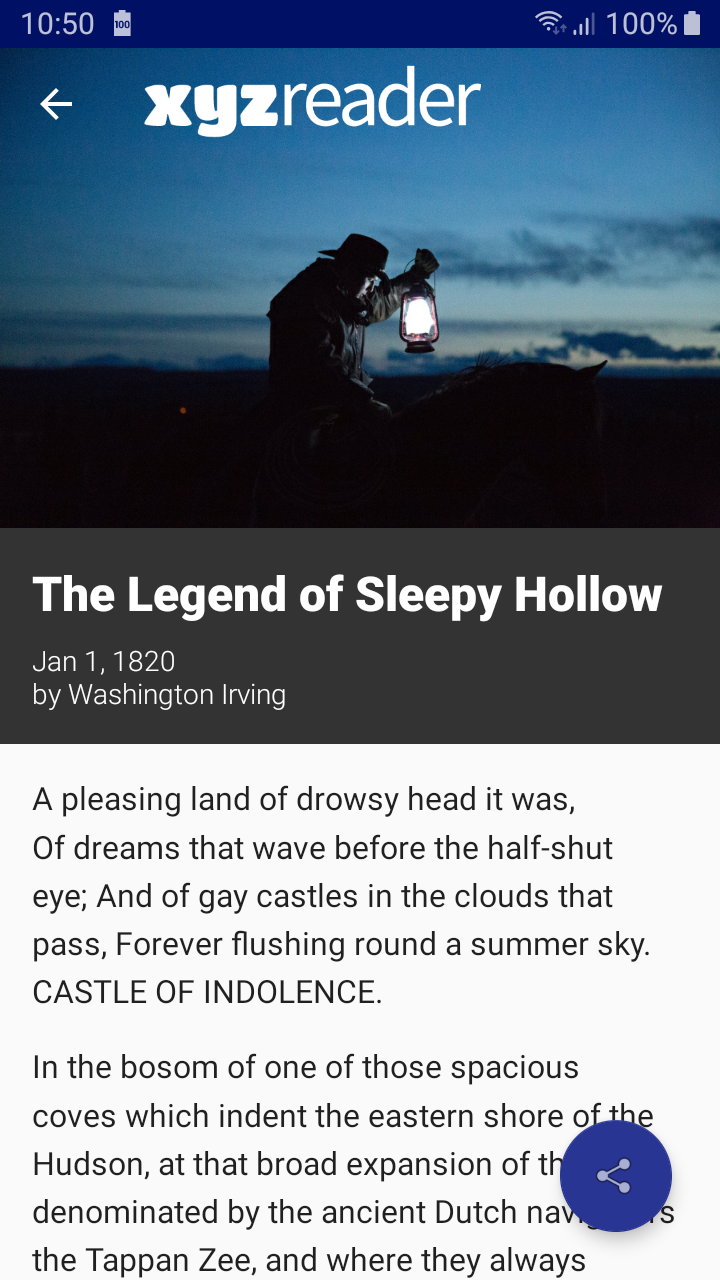 10:50
100
100%
xyzreader
The Legend of Sleepy Hollow
Jan 1, 1820
by Washington Irving
A pleasing land of drowsy head it was,
Of dreams that wave before the half-shut
eye; And of gay castles in the clouds that
pass, Forever flushing round a summer sky.
CASTLE OF INDOLENCE.
In the bosom of one of those spacious
coves which indent the eastern shore of the
Hudson, at that broad expansion of
denominated by the ancient Dutch
the Tappan Zee, and where they always